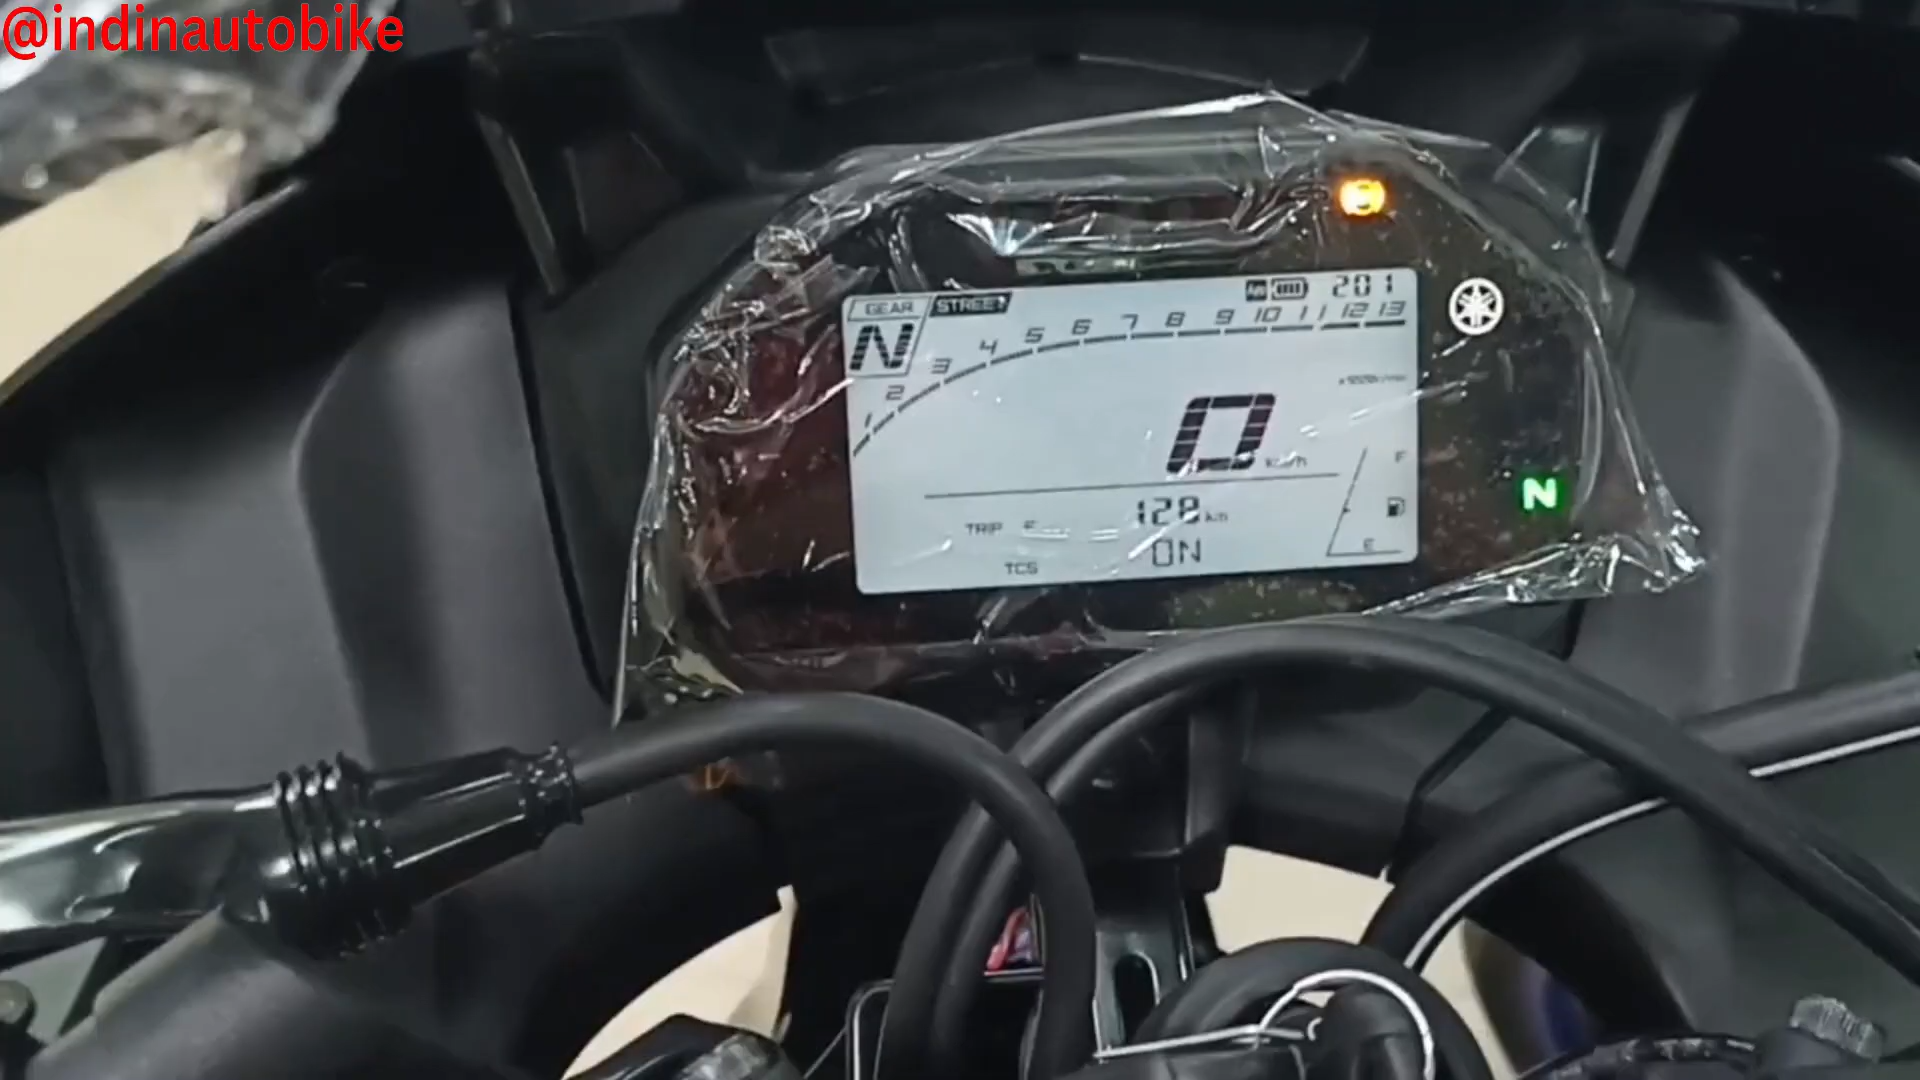 @indinautobike
GEAR STREET App 201
N
1 2 3 4 5 6 7 8 9 10 11 12 13
0 km/h
F
N
TRIP F 128 km
E
TCS ON